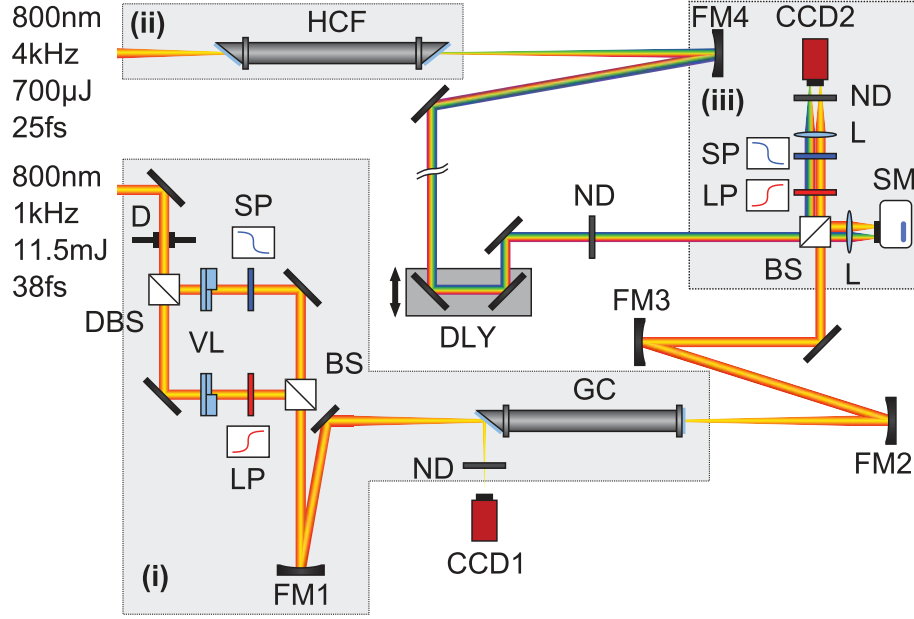 800nm
4kHz
700µJ
25fs
(ii)
HCF
FM4
CCD2
(iii)
ND
L
SP
LP
SM
BS
L
800nm
1kHz
11.5mJ
38fs
D
SP
DBS
VL
BS
LP
ND
DLY
FM3
FM2
GC
ND
CCD1
FM1
(i)